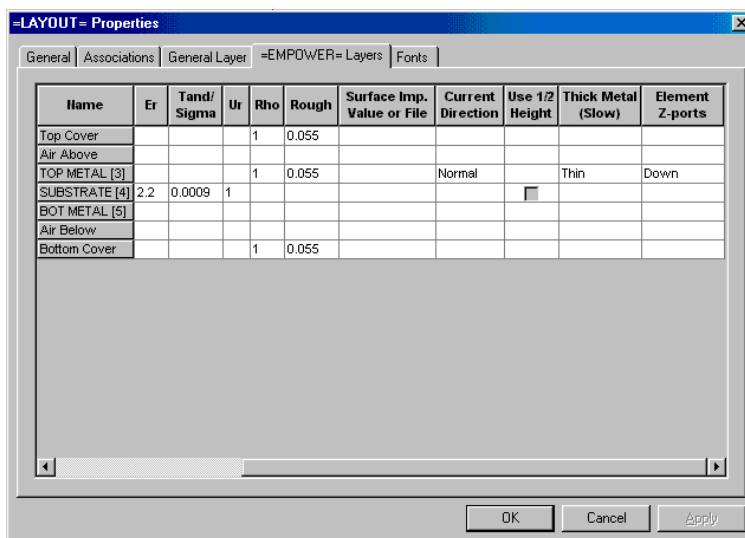 =LAYOUT= Properties
General Associations General Layer =EMPOWER= Layers Fonts
Name Er Tand/ Sigma Ur Rho Rough Surface Imp. Value or File Current Direction Use 1/2 Height Thick Metal (Slow) Element Z-ports
Top Cover 1 0.055
Air Above
TOP METAL [3] 1 0.055 Normal Thin Down
SUBSTRATE [4] 2.2 0.0009 1
BOT METAL [5]
Air Below
Bottom Cover 1 0.055
OK Cancel Apply